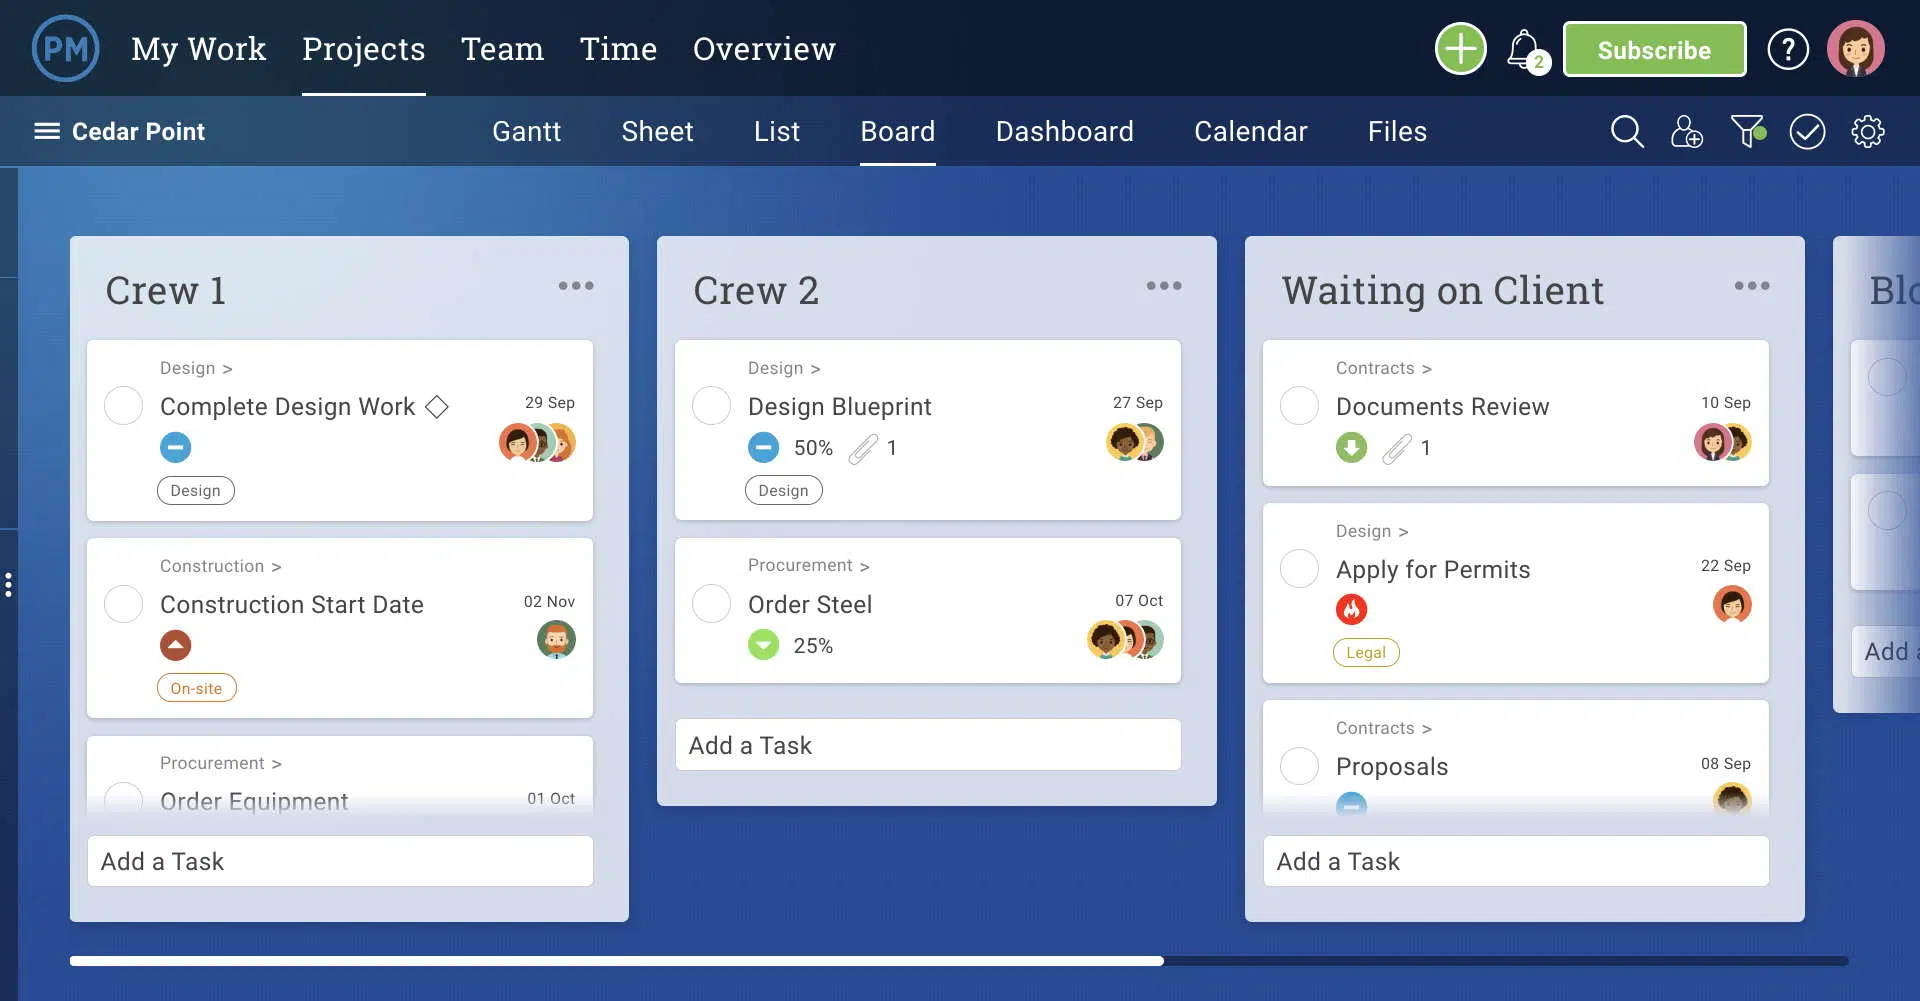 PM
My Work Projects Team Time Overview
2
Subscribe
?
Cedar Point
Gantt Sheet List Board Dashboard Calendar Files
Crew 1
Design >
Complete Design Work
29 Sep
Design
Construction >
Construction Start Date
02 Nov
On-site
Procurement >
Order Equipment
01 Oct
Add a Task
Crew 2
Design >
Design Blueprint
27 Sep
50% 1
Design
Procurement >
Order Steel
07 Oct
25%
Add a Task
Waiting on Client
Contracts >
Documents Review
10 Sep
1
Design >
Apply for Permits
22 Sep
Legal
Contracts >
Proposals
08 Sep
Add a Task
Add